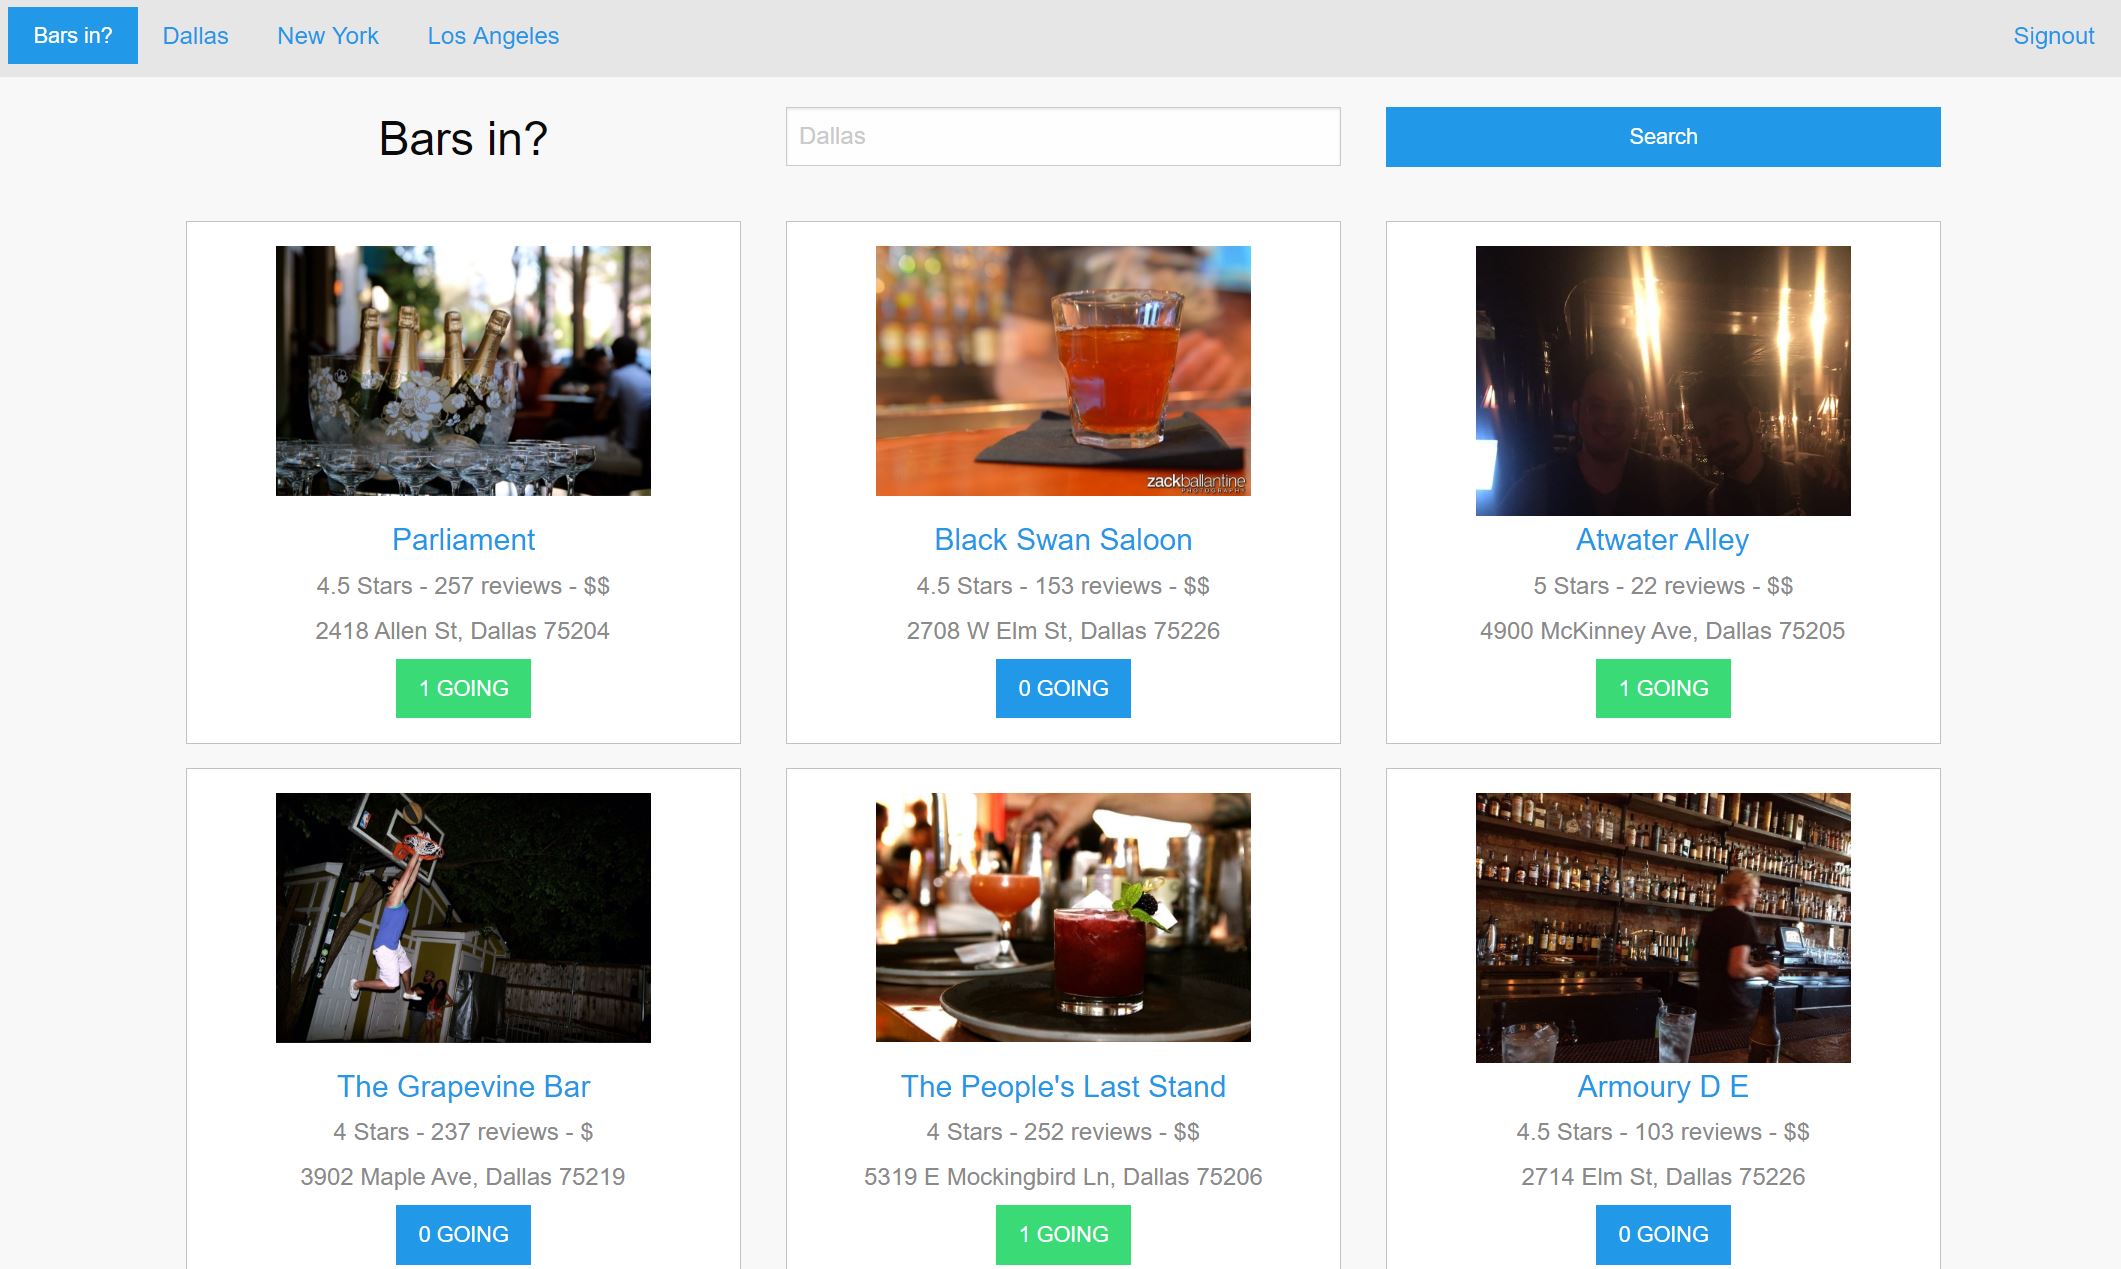 Bars in? Dallas New York Los Angeles Signout
Bars in? Dallas Search
zackballantine
PHOTOGRAPHY
Parliament
4.5 Stars - 257 reviews - $$
2418 Allen St, Dallas 75204
1 GOING
Black Swan Saloon
4.5 Stars - 153 reviews - $$
2708 W Elm St, Dallas 75226
0 GOING
Atwater Alley
5 Stars - 22 reviews - $$
4900 McKinney Ave, Dallas 75205
1 GOING
The Grapevine Bar
4 Stars - 237 reviews - $
3902 Maple Ave, Dallas 75219
0 GOING
The People's Last Stand
4 Stars - 252 reviews - $$
5319 E Mockingbird Ln, Dallas 75206
1 GOING
Armoury D E
4.5 Stars - 103 reviews - $$
2714 Elm St, Dallas 75226
0 GOING